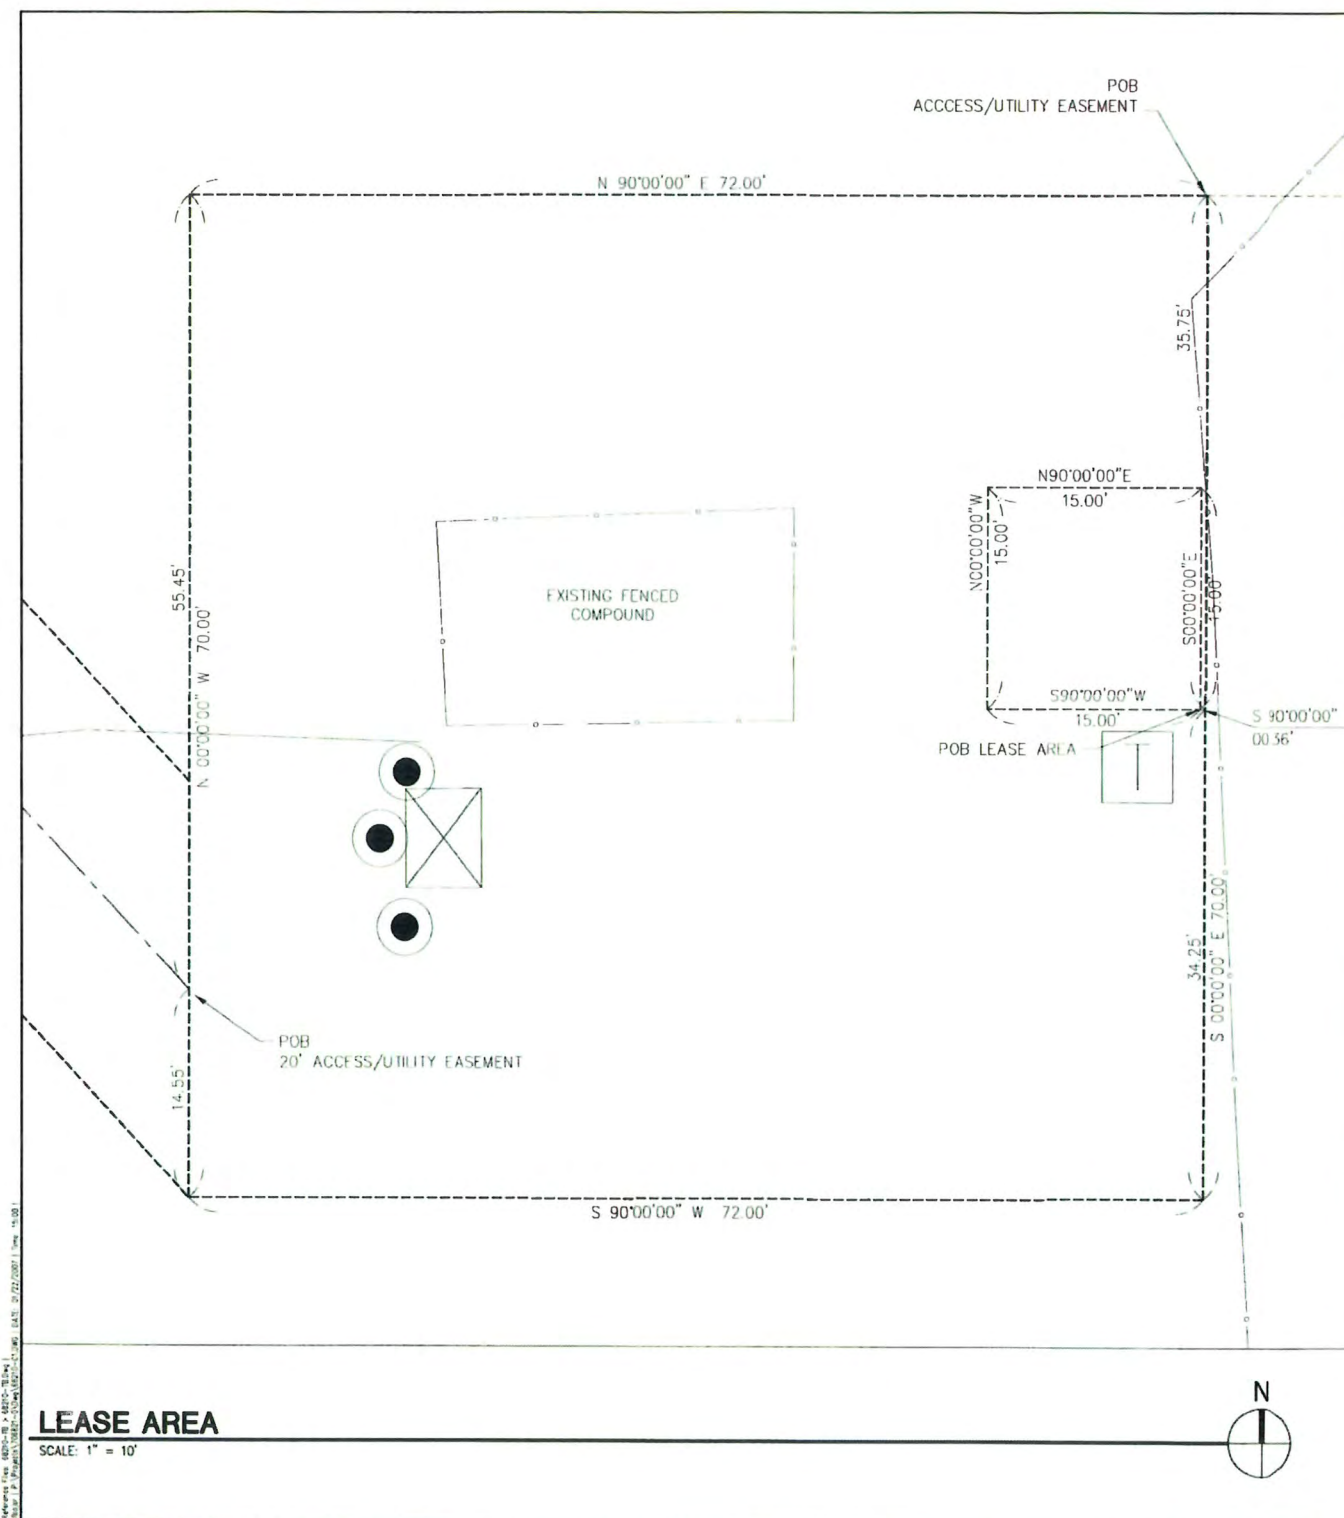 POB
ACCCESS/UTILITY EASEMENT
N 90°00'00" E 72.00'
35.75'
N90°00'00"E
15.00'
N00°00'00"W
15.00'
S00°00'00"E
15.00'
55.45'
N 00°00'00" W 70.00'
EXISTING FENCED
COMPOUND
S90°00'00"W
15.00'
S 90°00'00"
00.36'
POB LEASE AREA
T
34.25'
S 00°00'00" E 70.00'
POB
20' ACCESS/UTILITY EASEMENT
14.55'
S 90°00'00" W 72.00'
N
LEASE AREA
SCALE: 1" = 10'